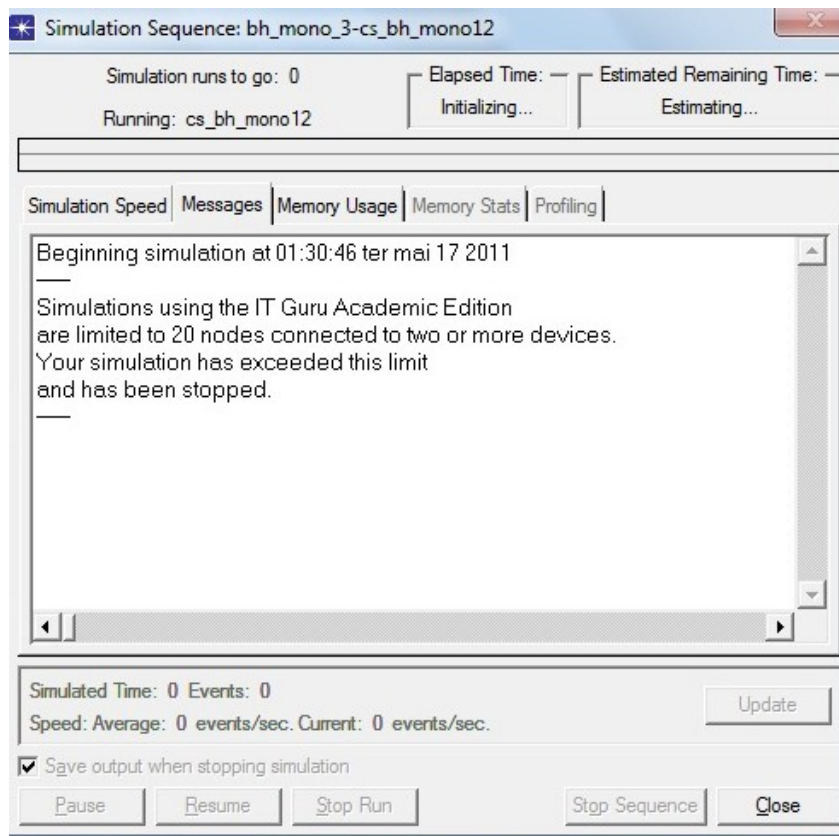 Simulation Sequence: bh_mono_3-cs_bh_mono12
Simulation runs to go: 0
Running: cs_bh_mono12
Elapsed Time:
Initializing...
Estimated Remaining Time:
Estimating...
Simulation Speed Messages Memory Usage Memory Stats Profiling
Beginning simulation at 01:30:46 ter mai 17 2011
----
Simulations using the IT Guru Academic Edition
are limited to 20 nodes connected to two or more devices.
Your simulation has exceeded this limit
and has been stopped.
----
Simulated Time: 0 Events: 0
Speed: Average: 0 events/sec. Current: 0 events/sec.
Update
Save output when stopping simulation
Pause Resume Stop Run Stop Sequence Close